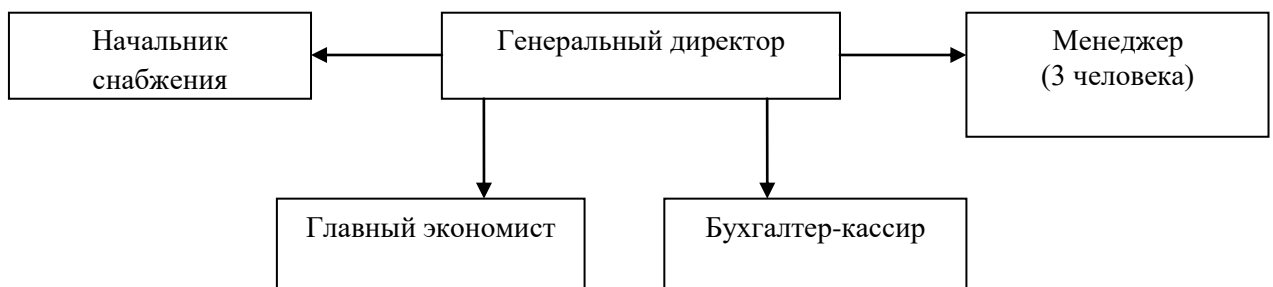 Начальник
снабжения
Генеральный директор
Менеджер
(3 человека)
Главный экономист
Бухгалтер-кассир